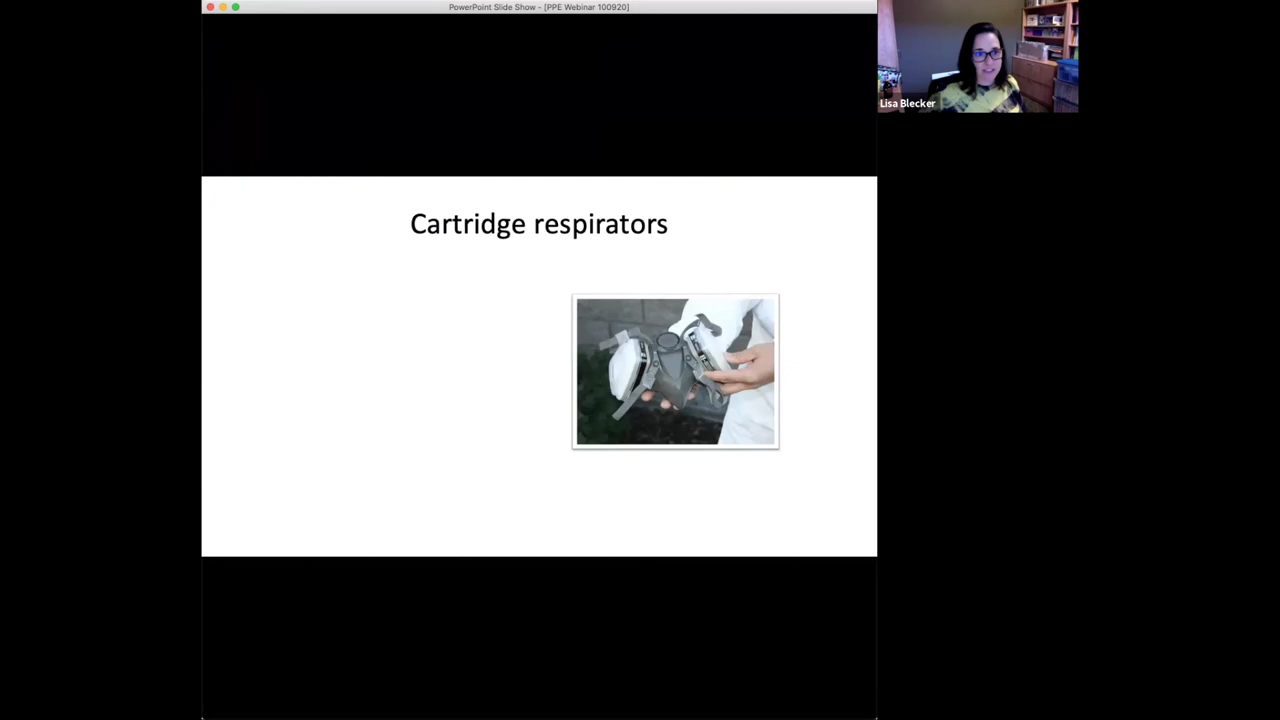 PowerPoint Slide Show - [PPE Webinar 100920]
Lisa Blecker
Cartridge respirators